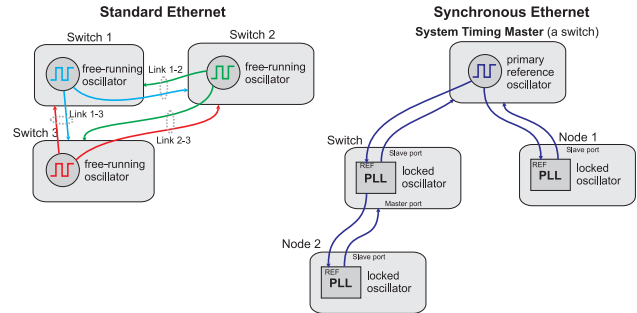 Standard Ethernet
Switch 1
free-running
oscillator
Switch 2
free-running
oscillator
Link 1-2
Link 1-3
Link 2-3
Switch 3
free-running
oscillator
Synchronous Ethernet
System Timing Master (a switch)
primary
reference
oscillator
Switch
Slave port
REF
PLL
locked
oscillator
Master port
Node 1
Slave port
REF
PLL
locked
oscillator
Node 2
Slave port
REF
PLL
locked
oscillator